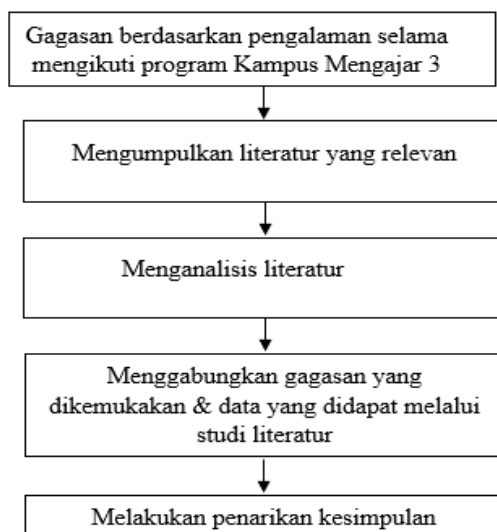 Gagasan berdasarkan pengalaman selama
mengikuti program Kampus Mengajar 3
Mengumpulkan literatur yang relevan
Menganalisis literatur
Menggabungkan gagasan yang
dikemukakan & data yang didapat melalui
studi literatur
Melakukan penarikan kesimpulan